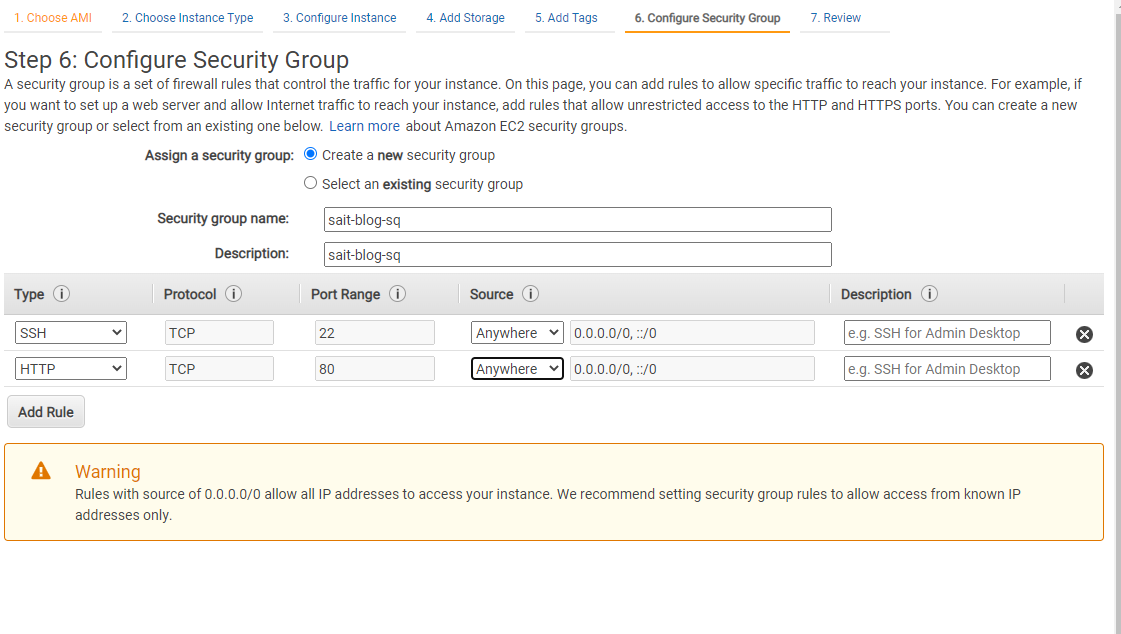 1. Choose AMI 2. Choose Instance Type 3. Configure Instance 4. Add Storage 5. Add Tags 6. Configure Security Group 7. Review
Step 6: Configure Security Group
A security group is a set of firewall rules that control the traffic for your instance. On this page, you can add rules to allow specific traffic to reach your instance. For example, if
you want to set up a web server and allow Internet traffic to reach your instance, add rules that allow unrestricted access to the HTTP and HTTPS ports. You can create a new
security group or select from an existing one below. Learn more about Amazon EC2 security groups.
Assign a security group: Create a new security group
Select an existing security group
Security group name: sait-blog-sq
Description: sait-blog-sq
Type i Protocol i Port Range i Source i Description i
SSH TCP 22 Anywhere 0.0.0.0/0, ::/0 e.g. SSH for Admin Desktop
HTTP TCP 80 Anywhere 0.0.0.0/0, ::/0 e.g. SSH for Admin Desktop
Add Rule
Warning
Rules with source of 0.0.0.0/0 allow all IP addresses to access your instance. We recommend setting security group rules to allow access from known IP
addresses only.